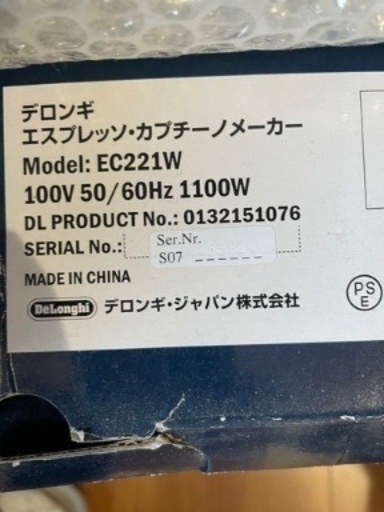 デロンギ
エスプレッソ・カプチーノメーカー
Model: EC221W
100V 50/60Hz 1100W
DL PRODUCT No.: 0132151076
SERIAL No.:
Ser.Nr.
S07 _ _ _ _ _ _
MADE IN CHINA
DeLonghi デロンギ・ジャパン株式会社
PS
E